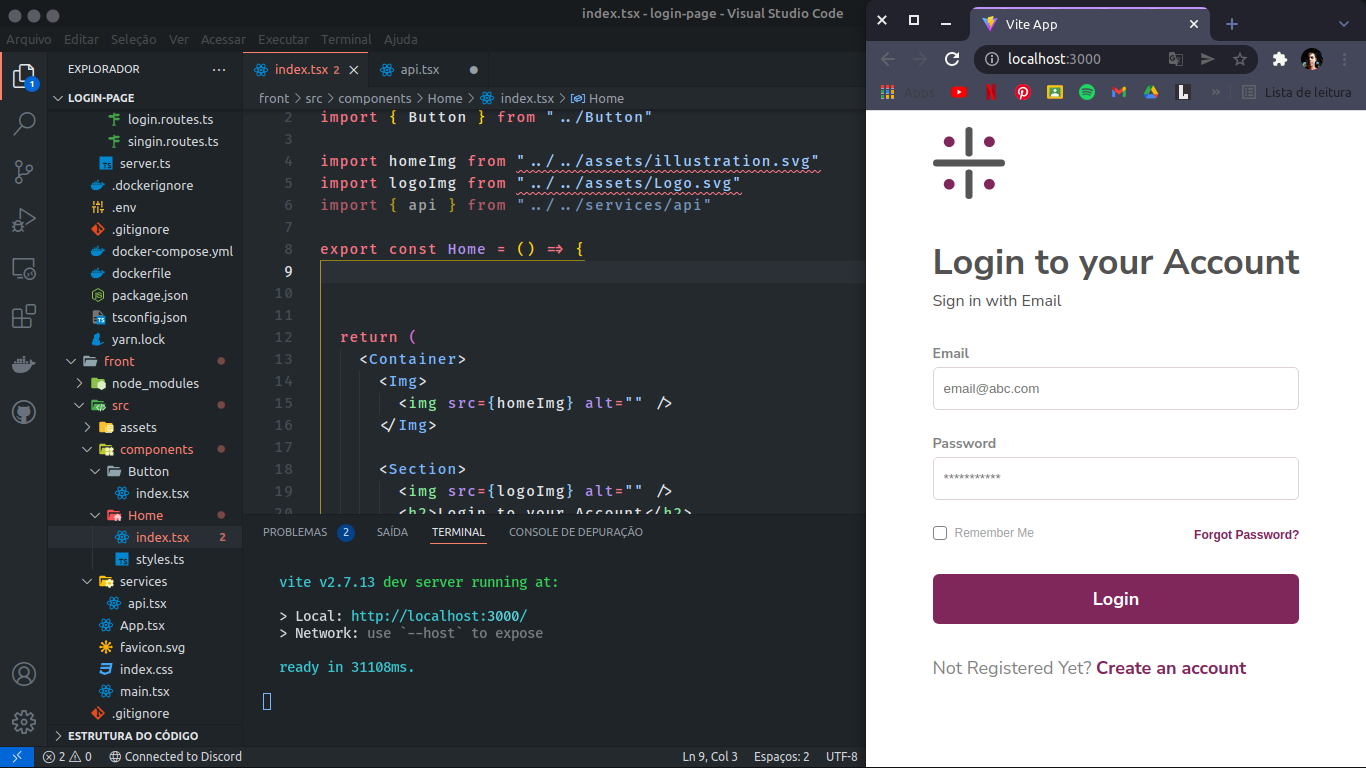 index.tsx - login-page - Visual Studio Code
Arquivo Editar Seleção Ver Acessar Executar Terminal Ajuda
EXPLORADOR ...
LOGIN-PAGE
login.routes.ts
singin.routes.ts
server.ts
.dockerignore
.env
.gitignore
docker-compose.yml
dockerfile
package.json
tsconfig.json
yarn.lock
front
node_modules
src
assets
components
Button
index.tsx
Home
index.tsx 2
styles.ts
services
api.tsx
App.tsx
favicon.svg
index.css
main.tsx
.gitignore
ESTRUTURA DO CÓDIGO
1
index.tsx 2 api.tsx
front > src > components > Home > index.tsx > Home
2 import { Button } from "../Button"
3
4 import homeImg from "../../assets/illustration.svg"
5 import logoImg from "../../assets/Logo.svg"
6 import { api } from "../../services/api"
7
8 export const Home = () => {
9
10
11
12 return (
13 <Container>
14 <Img>
15 <img src={homeImg} alt="" />
16 </Img>
17
18 <Section>
19 <img src={logoImg} alt="" />
20 <h2>Login to your Account</h2>
PROBLEMAS 2 SAÍDA TERMINAL CONSOLE DE DEPURAÇÃO
vite v2.7.13 dev server running at:
> Local: http://localhost:3000/
> Network: use `--host` to expose
ready in 31108ms.
2 0 Connected to Discord Ln 9, Col 3 Espaços: 2 UTF-8
Vite App
localhost:3000
Apps » Lista de leitura
Login to your Account
Sign in with Email
Email
email@abc.com
Password
***********
Remember Me Forgot Password?
Login
Not Registered Yet? Create an account